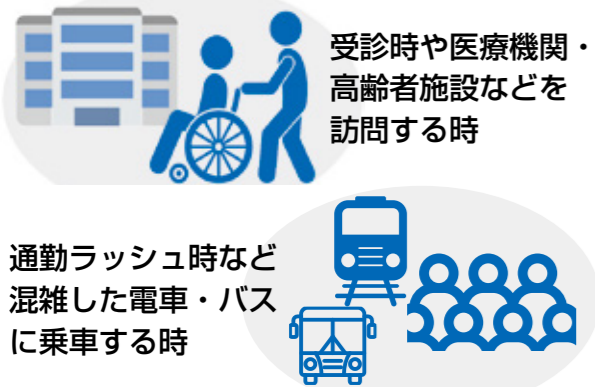 受診時や医療機関・
高齢者施設などを
訪問する時
通勤ラッシュ時など
混雑した電車・バス
に乗車する時